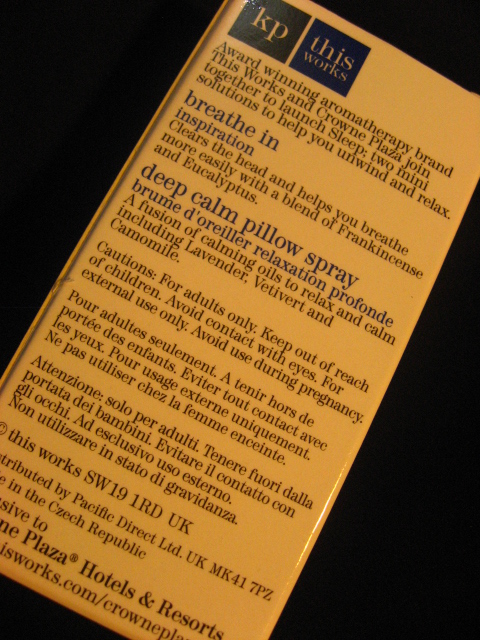 kp
this
works
Award winning aromatherapy brand
This Works and Crowne Plaza join
together to launch Sleep: two mini
solutions to help you unwind and relax.
breathe in
inspiration
Clears the head and helps you breathe
more easily with a blend of Frankincense
and Eucalyptus.
deep calm pillow spray
brume d'oreiller relaxation profonde
A fusion of calming oils to relax and calm
including Lavender, Vetivert and
Camomile.
Cautions: For adults only. Keep out of reach
of children. Avoid contact with eyes. For
external use only. Avoid use during pregnancy.
Pour adultes seulement. A tenir hors de
portée des enfants. Eviter tout contact avec
les yeux. Pour usage externe uniquement.
Ne pas utiliser chez la femme enceinte.
Attenzione: solo per adulti. Tenere fuori dalla
portata dei bambini. Evitare il contatto con
gli occhi. Ad esclusivo uso esterno.
Non utilizzare in stato di gravidanza.
© this works SW19 1RD UK
tributed by Pacific Direct Ltd. UK MK41 7PZ
e in the Czech Republic
sive to
ne Plaza® Hotels & Resorts
isworks.com/crownepla